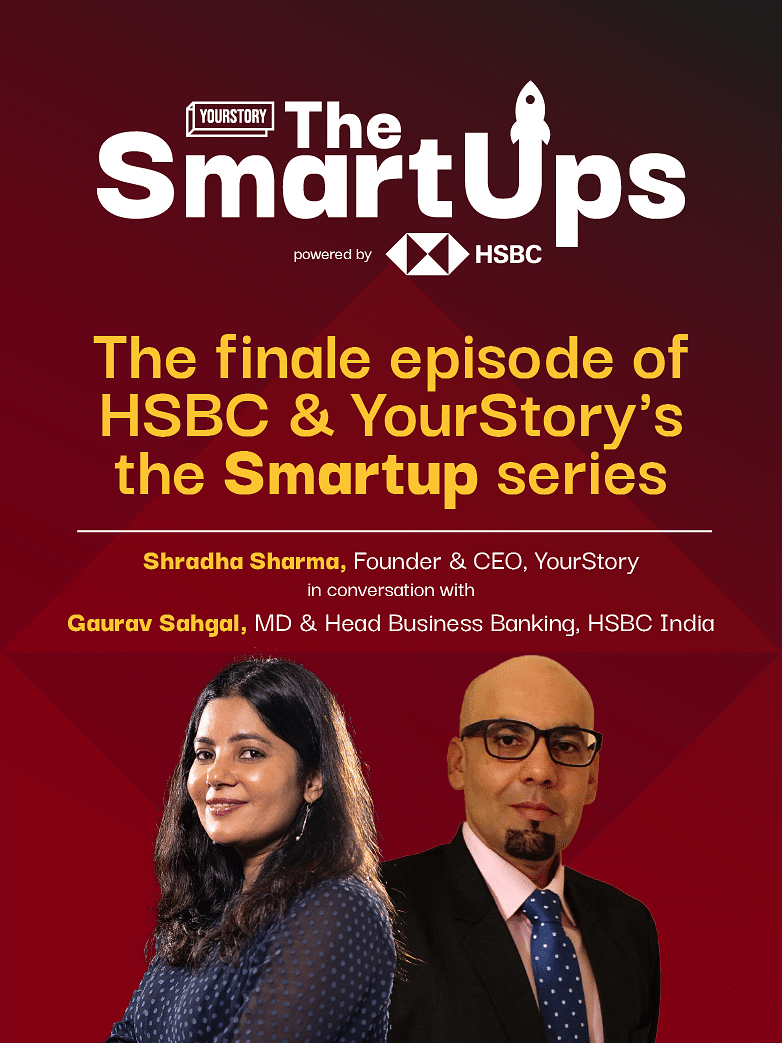 YOURSTORY
The
SmartUps
powered by HSBC
The finale episode of
HSBC & YourStory’s
the Smartup series
Shradha Sharma, Founder & CEO, YourStory
in conversation with
Gaurav Sahgal, MD & Head Business Banking, HSBC India